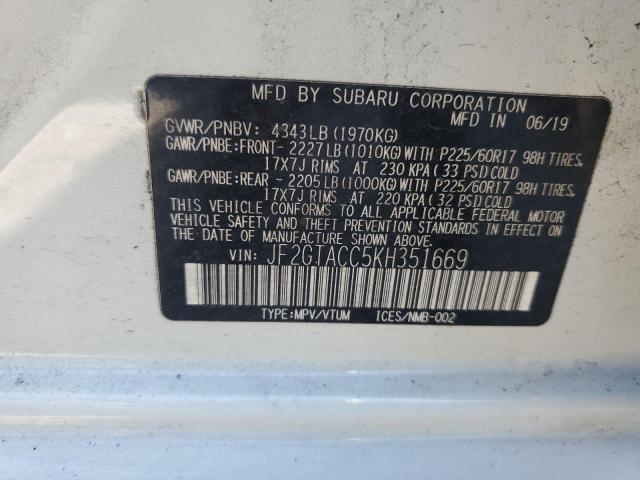 MFD BY SUBARU CORPORATION
MFD IN 06/19
GVWR/PNBV: 4343LB (1970KG)
GAWR/PNBE:FRONT- 2227LB (1010KG) WITH P225/60R17 98H TIRES,
17X7J RIMS AT 230 KPA ( 33 PSI) COLD
GAWR/PNBE:REAR - 2205LB (1000KG) WITH P225/60R17 98H TIRES,
17X7J RIMS AT 220 KPA ( 32 PSI) COLD
THIS VEHICLE CONFORMS TO ALL APPLICABLE FEDERAL MOTOR
VEHICLE SAFETY AND THEFT PREVENTION STANDARDS IN EFFECT ON
THE DATE OF MANUFACTURE SHOWN ABOVE.
VIN: JF2GTACC5KH351669
TYPE:MPV/VTUM ICES/NMB-002